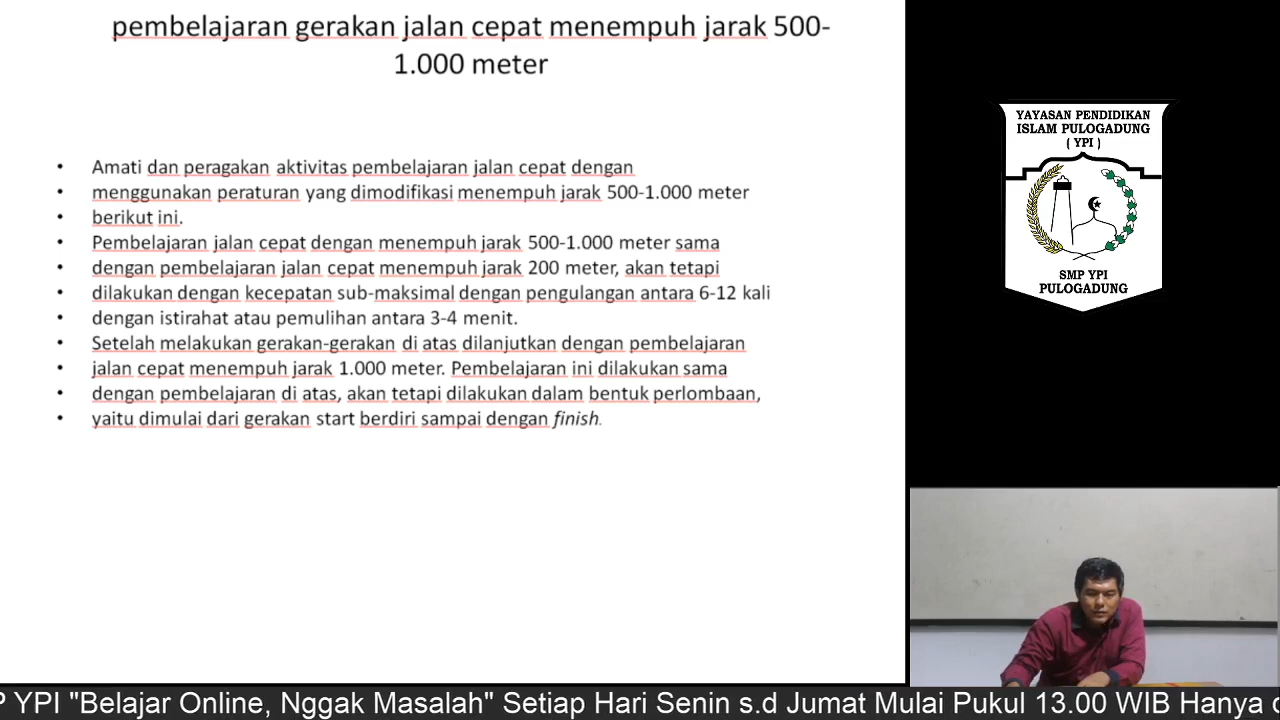 pembelajaran gerakan jalan cepat menempuh jarak 500-
1.000 meter
• Amati dan peragakan aktivitas pembelajaran jalan cepat dengan
• menggunakan peraturan yang dimodifikasi menempuh jarak 500-1.000 meter
• berikut ini.
• Pembelajaran jalan cepat dengan menempuh jarak 500-1.000 meter sama
• dengan pembelajaran jalan cepat menempuh jarak 200 meter, akan tetapi
• dilakukan dengan kecepatan sub-maksimal dengan pengulangan antara 6-12 kali
• dengan istirahat atau pemulihan antara 3-4 menit.
• Setelah melakukan gerakan-gerakan di atas dilanjutkan dengan pembelajaran
• jalan cepat menempuh jarak 1.000 meter. Pembelajaran ini dilakukan sama
• dengan pembelajaran di atas, akan tetapi dilakukan dalam bentuk perlombaan,
• yaitu dimulai dari gerakan start berdiri sampai dengan finish.
YAYASAN PENDIDIKAN
ISLAM PULOGADUNG
( YPI )
SMP YPI
PULOGADUNG
P YPI "Belajar Online, Nggak Masalah" Setiap Hari Senin s.d Jumat Mulai Pukul 13.00 WIB Hanya